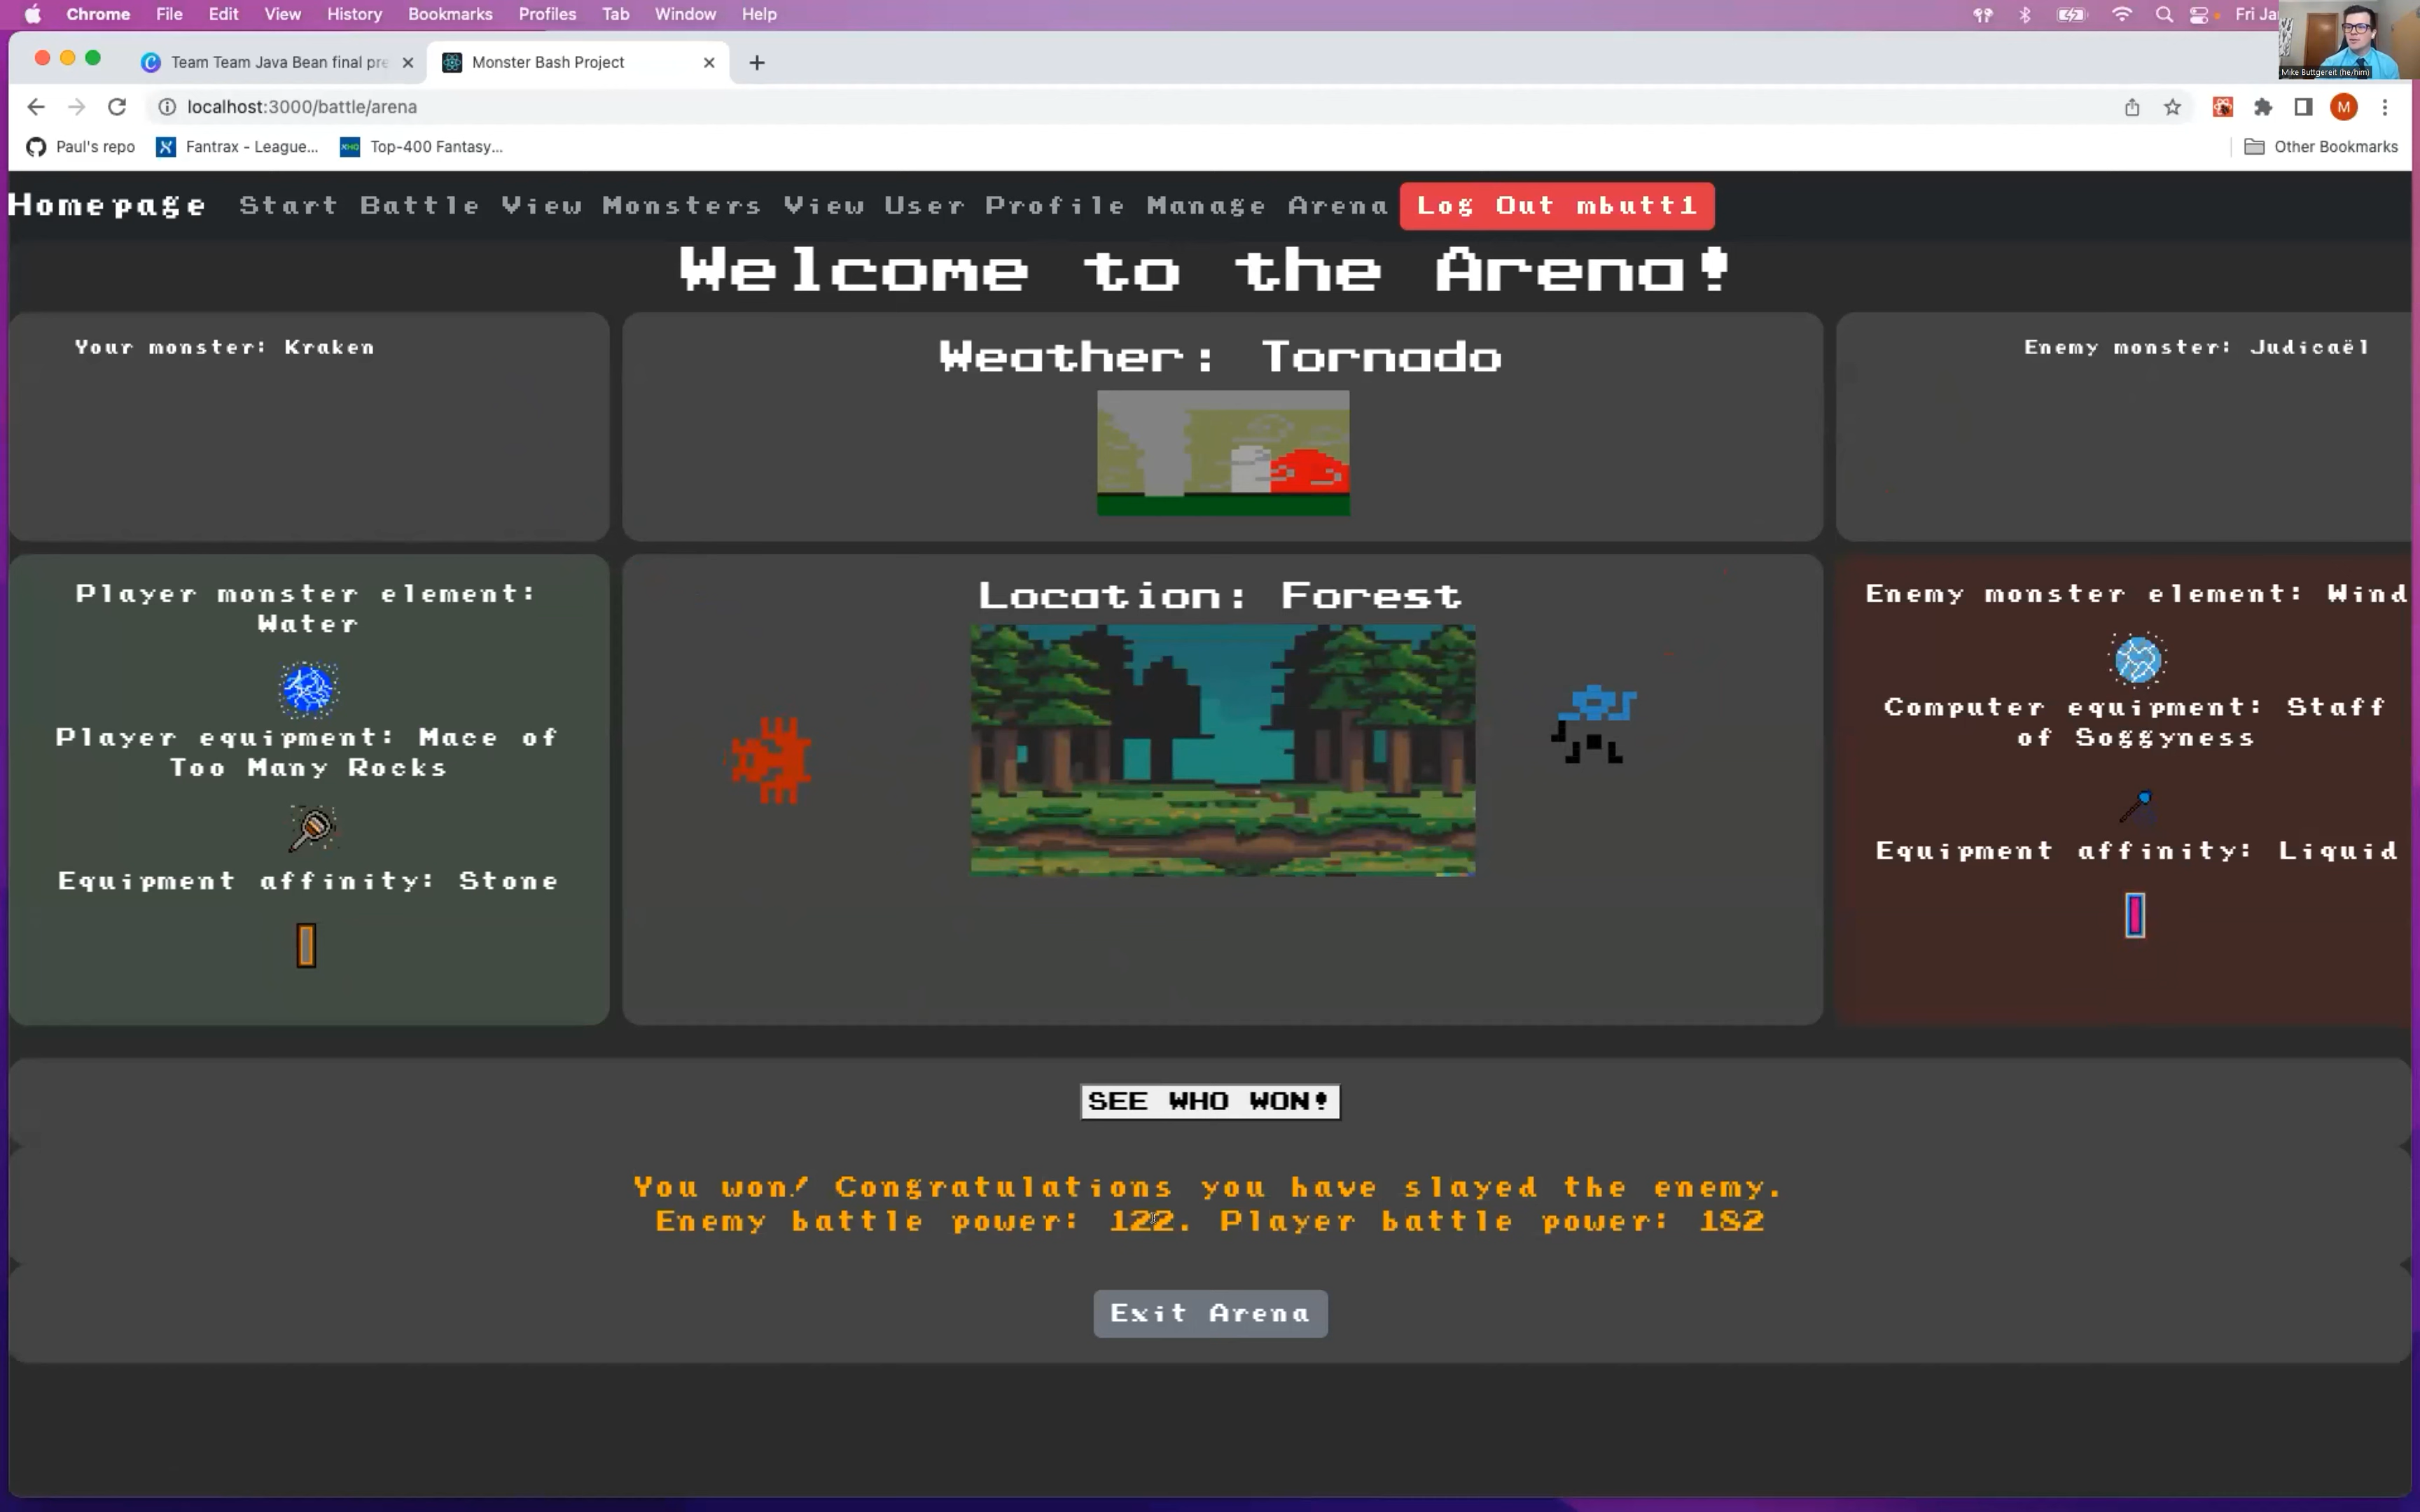 Chrome File Edit View History Bookmarks Profiles Tab Window Help
Fri Ja
Mike Buttgereit (he/him)
Team Team Java Bean final pre
Monster Bash Project
localhost:3000/battle/arena
M
Paul's repo
Fantrax - League...
Top-400 Fantasy...
Other Bookmarks
Homepage Start Battle View Monsters View User Profile Manage Arena Log Out mbutt1
Welcome to the Arena!
Your monster: Kraken
Weather: Tornado
Enemy monster: Judicaël
Player monster element:
Water
Player equipment: Mace of
Too Many Rocks
Equipment affinity: Stone
Location: Forest
Enemy monster element: Wind
Computer equipment: Staff
of Soggyness
Equipment affinity: Liquid
SEE WHO WON!
You won! Congratulations you have slayed the enemy.
Enemy battle power: 122. Player battle power: 182
Exit Arena